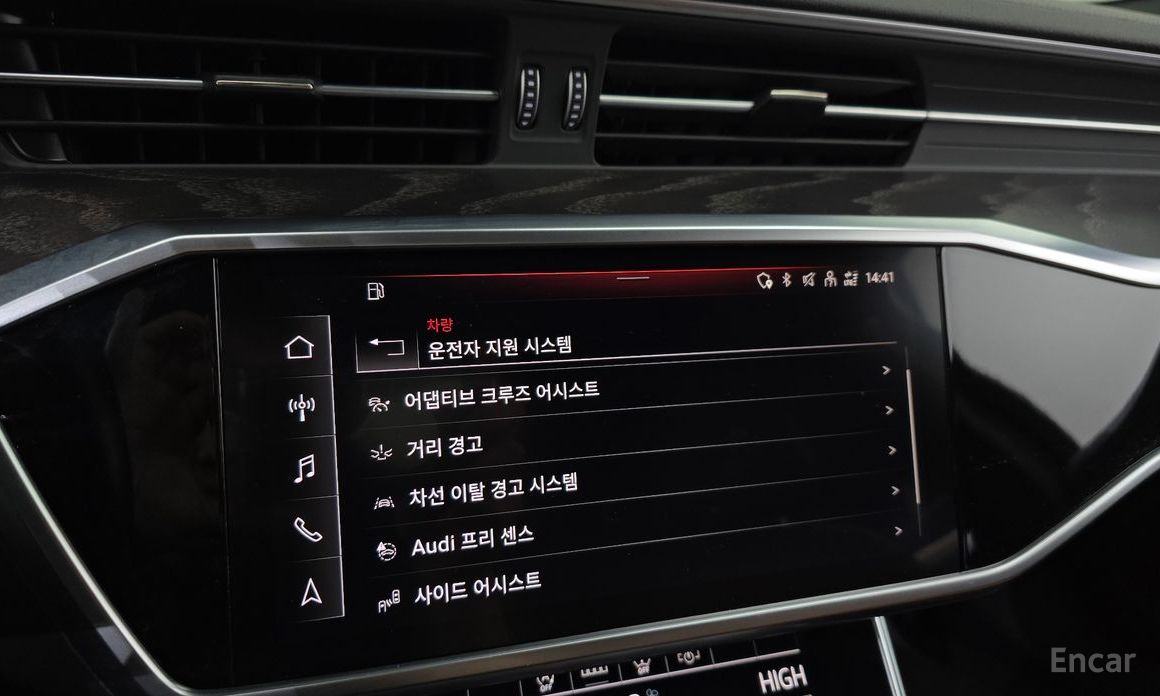 14:41
차량
운전자 지원 시스템
어댑티브 크루즈 어시스트
거리 경고
차선 이탈 경고 시스템
Audi 프리 센스
사이드 어시스트
OFF
OFF
HIGH
Encar